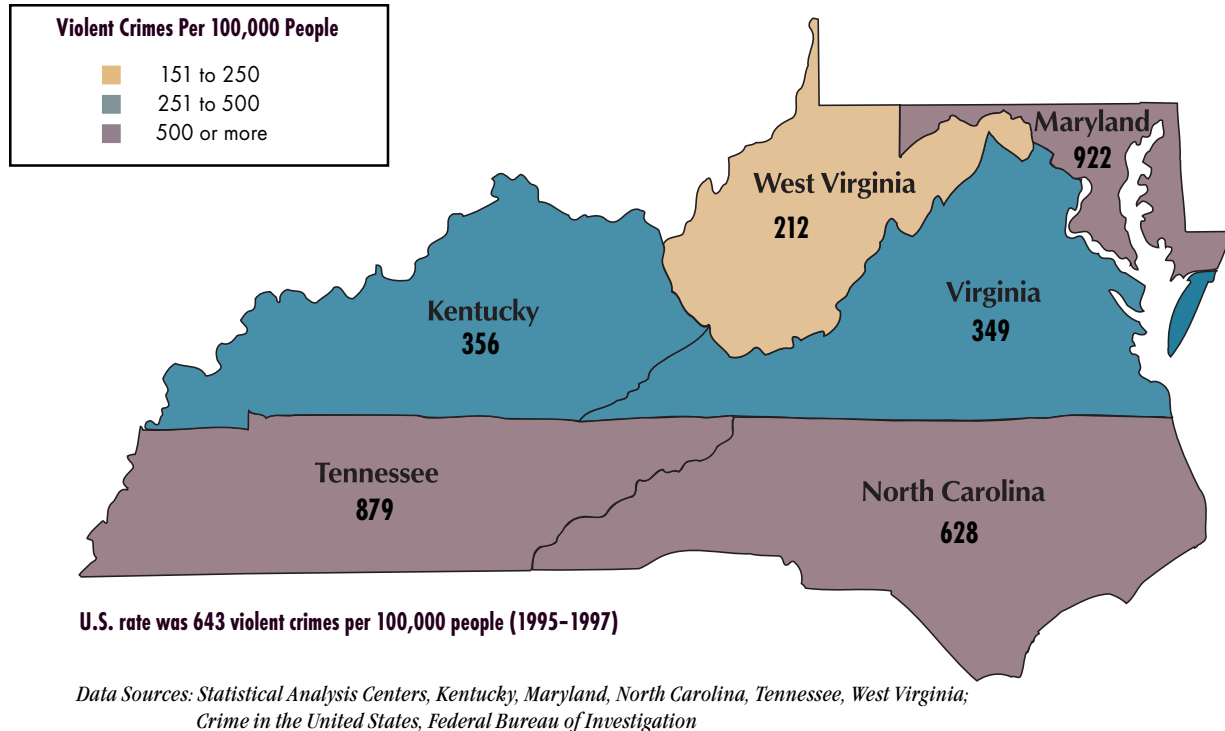 Violent Crimes Per 100,000 People
151 to 250
251 to 500
500 or more
Maryland
922
West Virginia
212
Virginia
349
Kentucky
356
Tennessee
879
North Carolina
628
U.S. rate was 643 violent crimes per 100,000 people (1995–1997)
Data Sources: Statistical Analysis Centers, Kentucky, Maryland, North Carolina, Tennessee, West Virginia;
Crime in the United States, Federal Bureau of Investigation